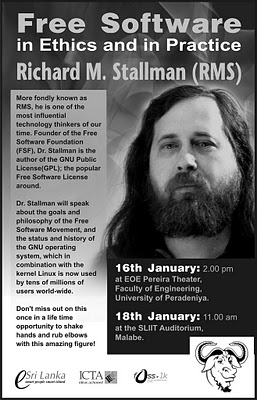 Free Software
in Ethics and in Practice
Richard M. Stallman (RMS)
More fondly known as
RMS, he is one of the
most influential
technology thinkers of our
time. Founder of the Free
Software Foundation
(FSF), Dr. Stallman is the
author of the GNU Public
License(GPL); the popular
Free Software License
around.
Dr. Stallman will speak
about the goals and
philosophy of the Free
Software Movement, and
the status and history of
the GNU operating
system, which in
combination with the
kernel Linux is now used
by tens of millions of
users world-wide.
Don't miss out on this
once in a life time
opportunity to shake
hands and rub elbows
with this amazing figure!
16th January: 2.00 pm
at EOE Pereira Theater,
Faculty of Engineering,
University of Peradeniya.
18th January: 11.00 am
at the SLIIT Auditorium,
Malabe.
eSri Lanka
smart people smart island
ICTA